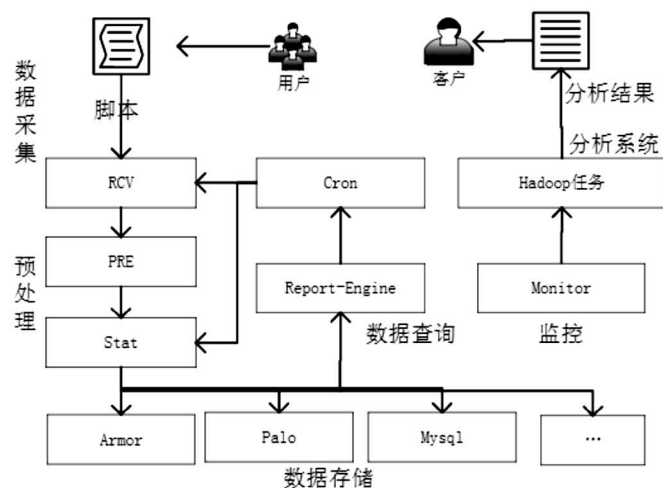 用户
客户
数据采集
脚本
分析结果
分析系统
RCV
Cron
Hadoop任务
预处理
PRE
Report-Engine
Monitor
Stat
数据查询
监控
Armor
Palo
Mysql
…
数据存储